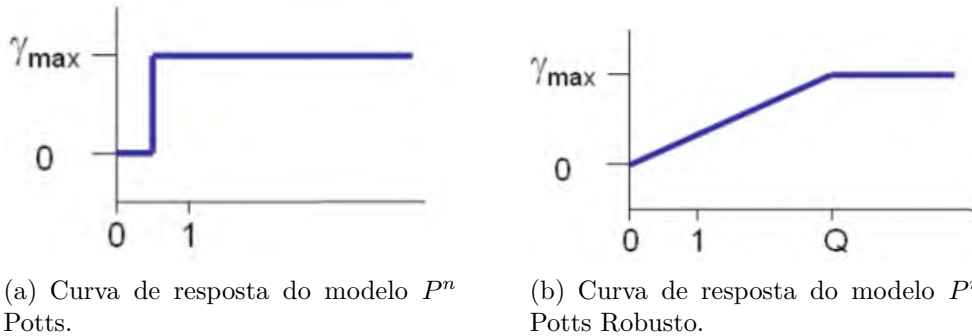 γmax
0
0 1
γmax
0
0 1 Q
(a) Curva de resposta do modelo Pⁿ
Potts.
(b) Curva de resposta do modelo P
Potts Robusto.